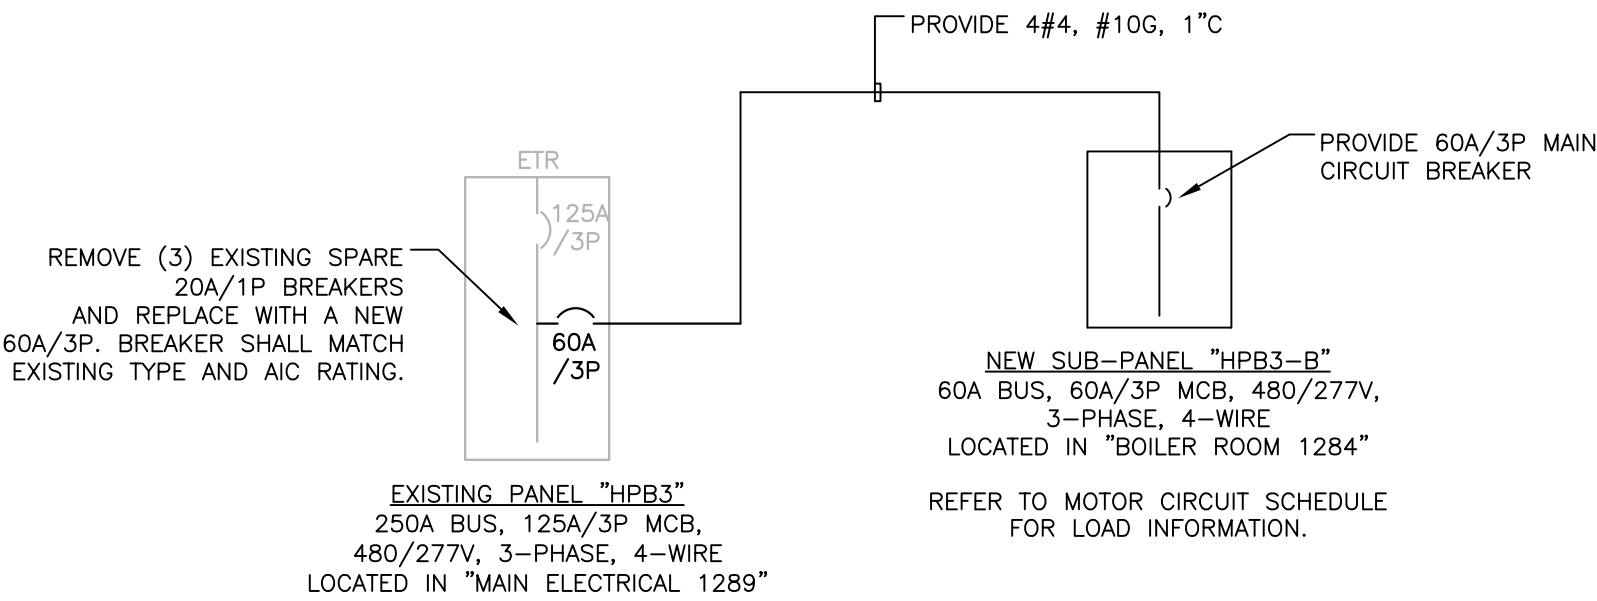 PROVIDE 4#4, #10G, 1"C
PROVIDE 60A/3P MAIN
CIRCUIT BREAKER
ETR
125A
/3P
REMOVE (3) EXISTING SPARE
20A/1P BREAKERS
AND REPLACE WITH A NEW
60A/3P. BREAKER SHALL MATCH
EXISTING TYPE AND AIC RATING.
60A
/3P
NEW SUB-PANEL "HPB3-B"
60A BUS, 60A/3P MCB, 480/277V,
3-PHASE, 4-WIRE
LOCATED IN "BOILER ROOM 1284"
REFER TO MOTOR CIRCUIT SCHEDULE
FOR LOAD INFORMATION.
EXISTING PANEL "HPB3"
250A BUS, 125A/3P MCB,
480/277V, 3-PHASE, 4-WIRE
LOCATED IN "MAIN ELECTRICAL 1289"